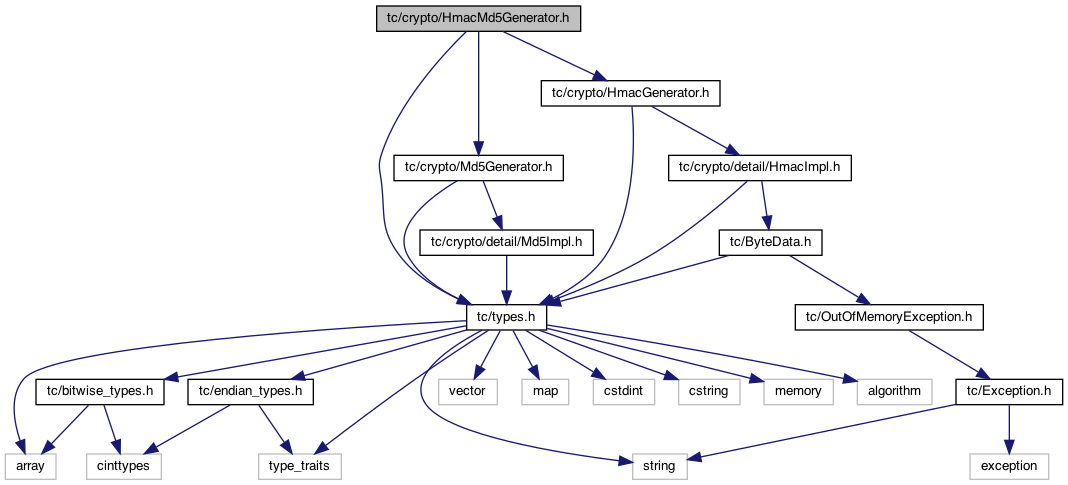 tc/crypto/HmacMd5Generator.h
tc/crypto/HmacGenerator.h
tc/crypto/Md5Generator.h
tc/crypto/detail/HmacImpl.h
tc/crypto/detail/Md5Impl.h
tc/ByteData.h
tc/types.h
tc/OutOfMemoryException.h
tc/bitwise_types.h
tc/endian_types.h
vector
map
cstdint
cstring
memory
algorithm
tc/Exception.h
array
cinttypes
type_traits
string
exception